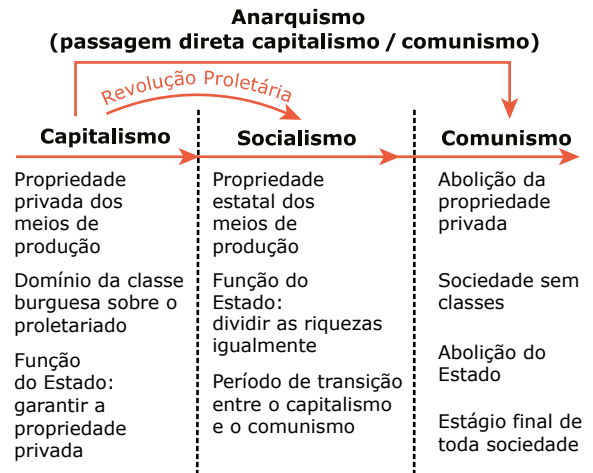 Anarquismo
(passagem direta capitalismo / comunismo)
Revolução Proletária
Capitalismo
Socialismo
Comunismo
Propriedade
privada dos
meios de
produção
Domínio da classe
burguesa sobre o
proletariado
Função
do Estado:
garantir a
propriedade
privada
Propriedade
estatal dos
meios de
produção
Função do
Estado:
dividir as riquezas
igualmente
Período de transição
entre o capitalismo
e o comunismo
Abolição da
propriedade
privada
Sociedade sem
classes
Abolição do
Estado
Estágio final de
toda sociedade